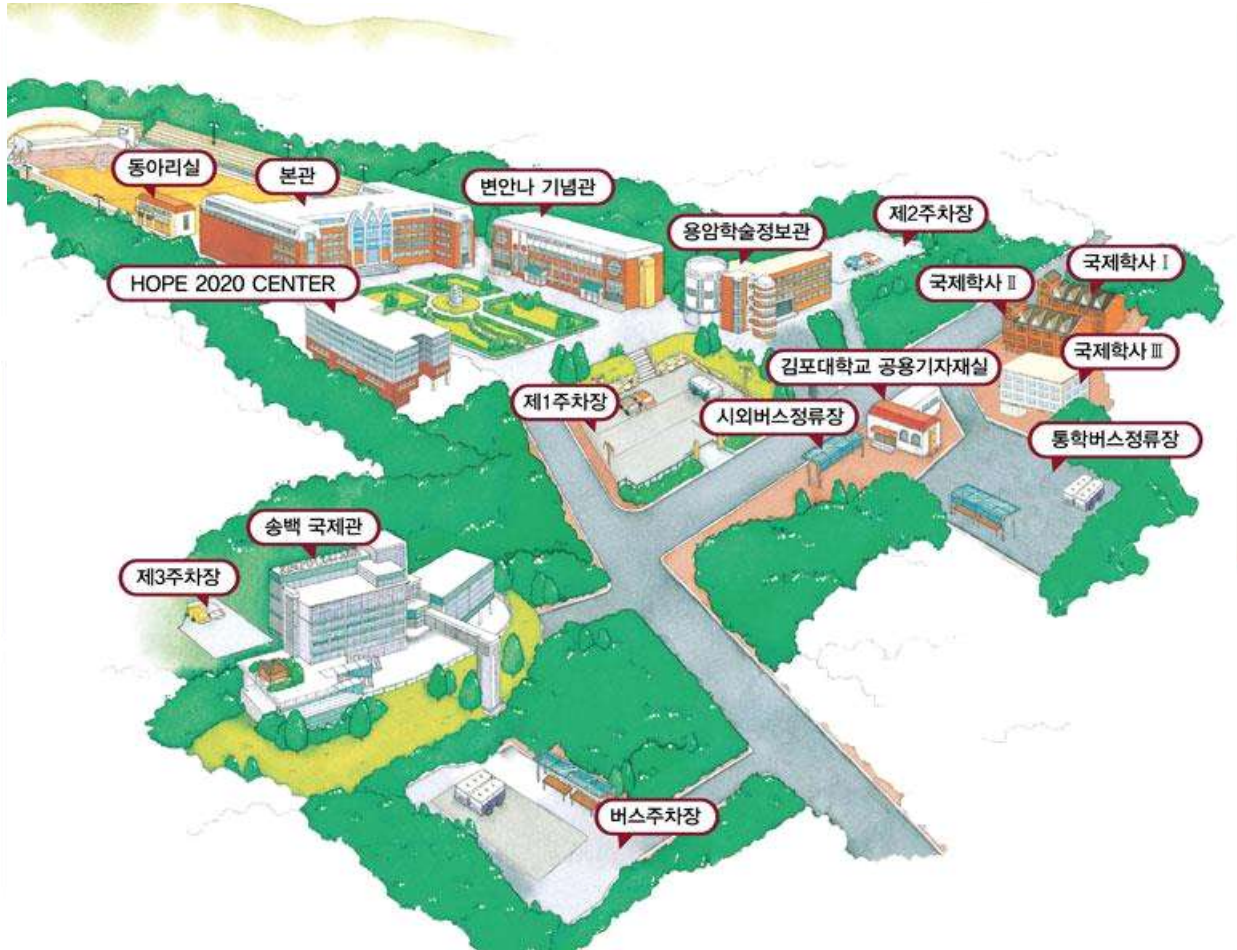 동아리실
본관
변안나 기념관
용암학술정보관
제2주차장
국제학사 Ⅰ
국제학사 Ⅱ
HOPE 2020 CENTER
국제학사 Ⅲ
김포대학교 공용기자재실
제1주차장
시외버스정류장
통학버스정류장
송백 국제관
제3주차장
버스주차장